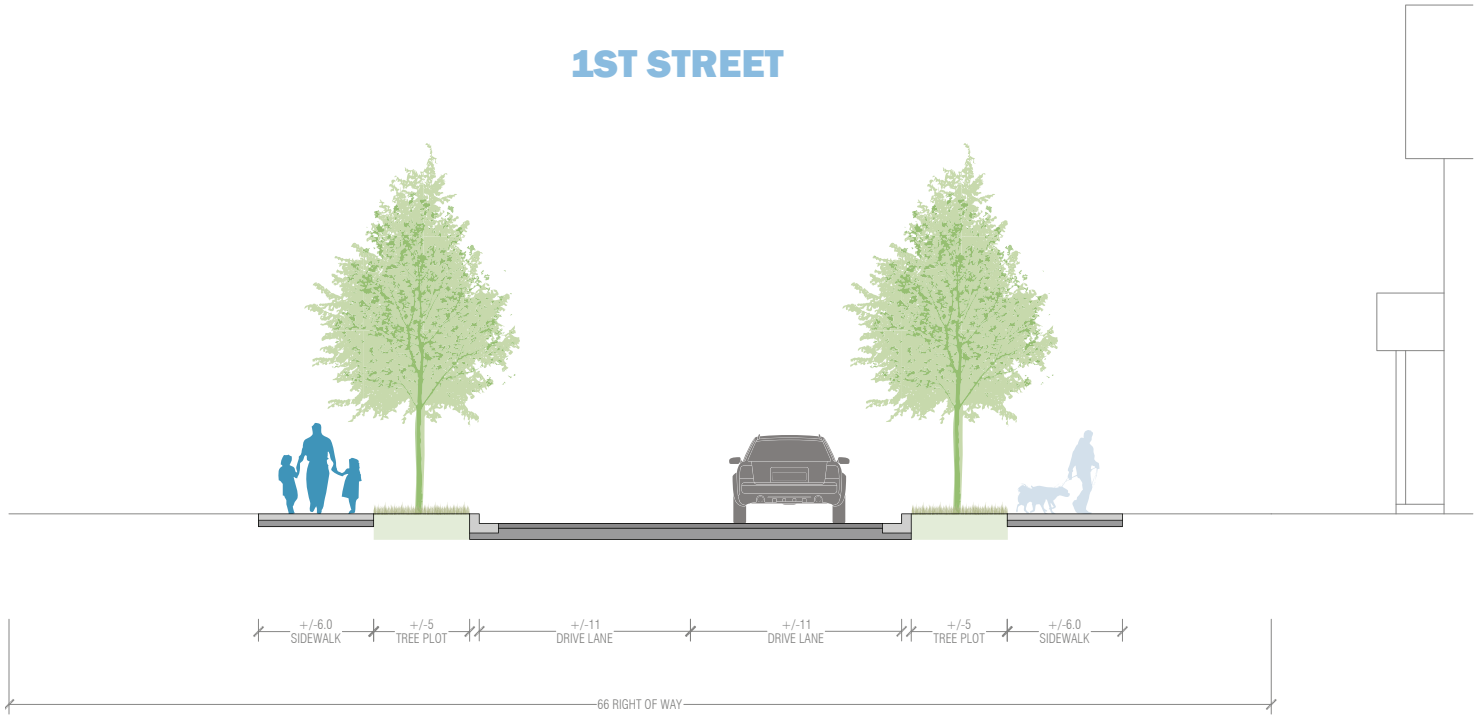 1ST STREET
+/-6.0
SIDEWALK
+/-5
TREE PLOT
+/-11
DRIVE LANE
+/-11
DRIVE LANE
+/-5
TREE PLOT
+/-6.0
SIDEWALK
66 RIGHT OF WAY